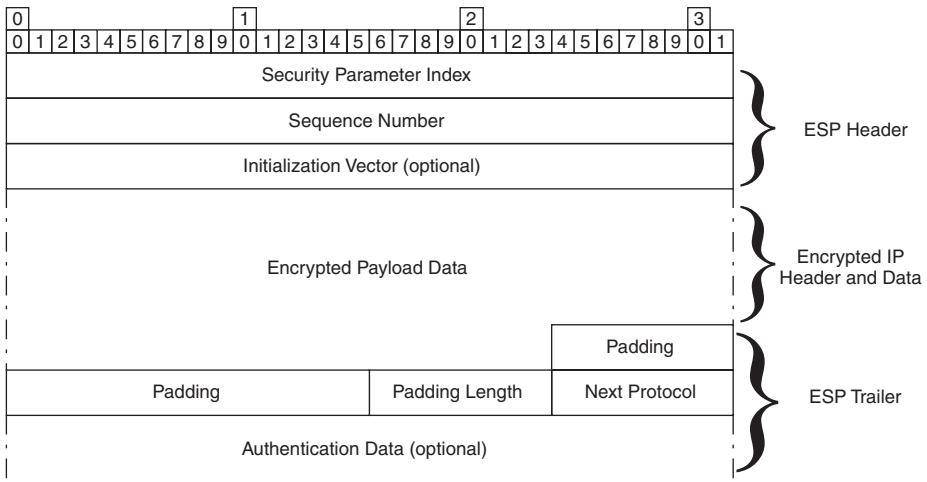 0 1 2 3
0 1 2 3 4 5 6 7 8 9 0 1 2 3 4 5 6 7 8 9 0 1 2 3 4 5 6 7 8 9 0 1
Security Parameter Index
Sequence Number
ESP Header
Initialization Vector (optional)
Encrypted Payload Data
Encrypted IP
Header and Data
Padding
Padding
Padding Length
Next Protocol
ESP Trailer
Authentication Data (optional)